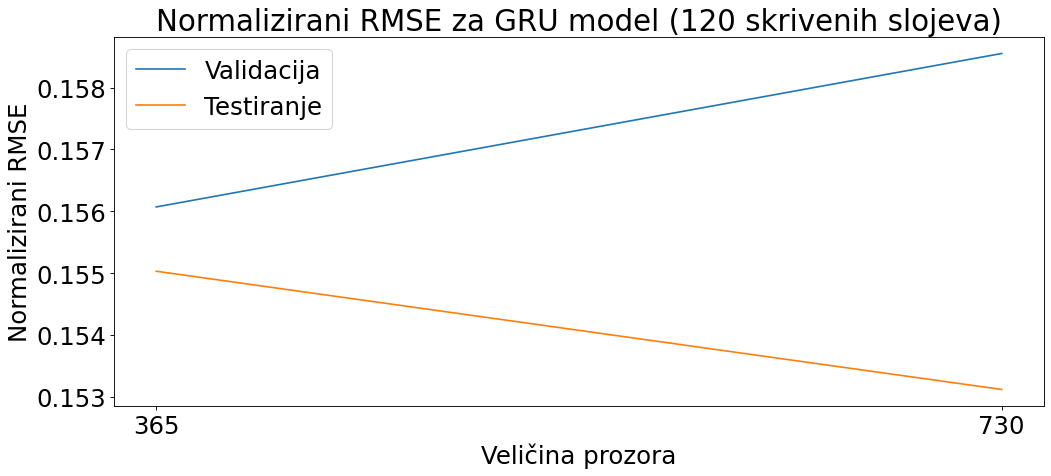 Normalizirani RMSE za GRU model (120 skrivenih slojeva)
Validacija
Testiranje
Normalizirani RMSE
0.158
0.157
0.156
0.155
0.154
0.153
365 730
Veličina prozora